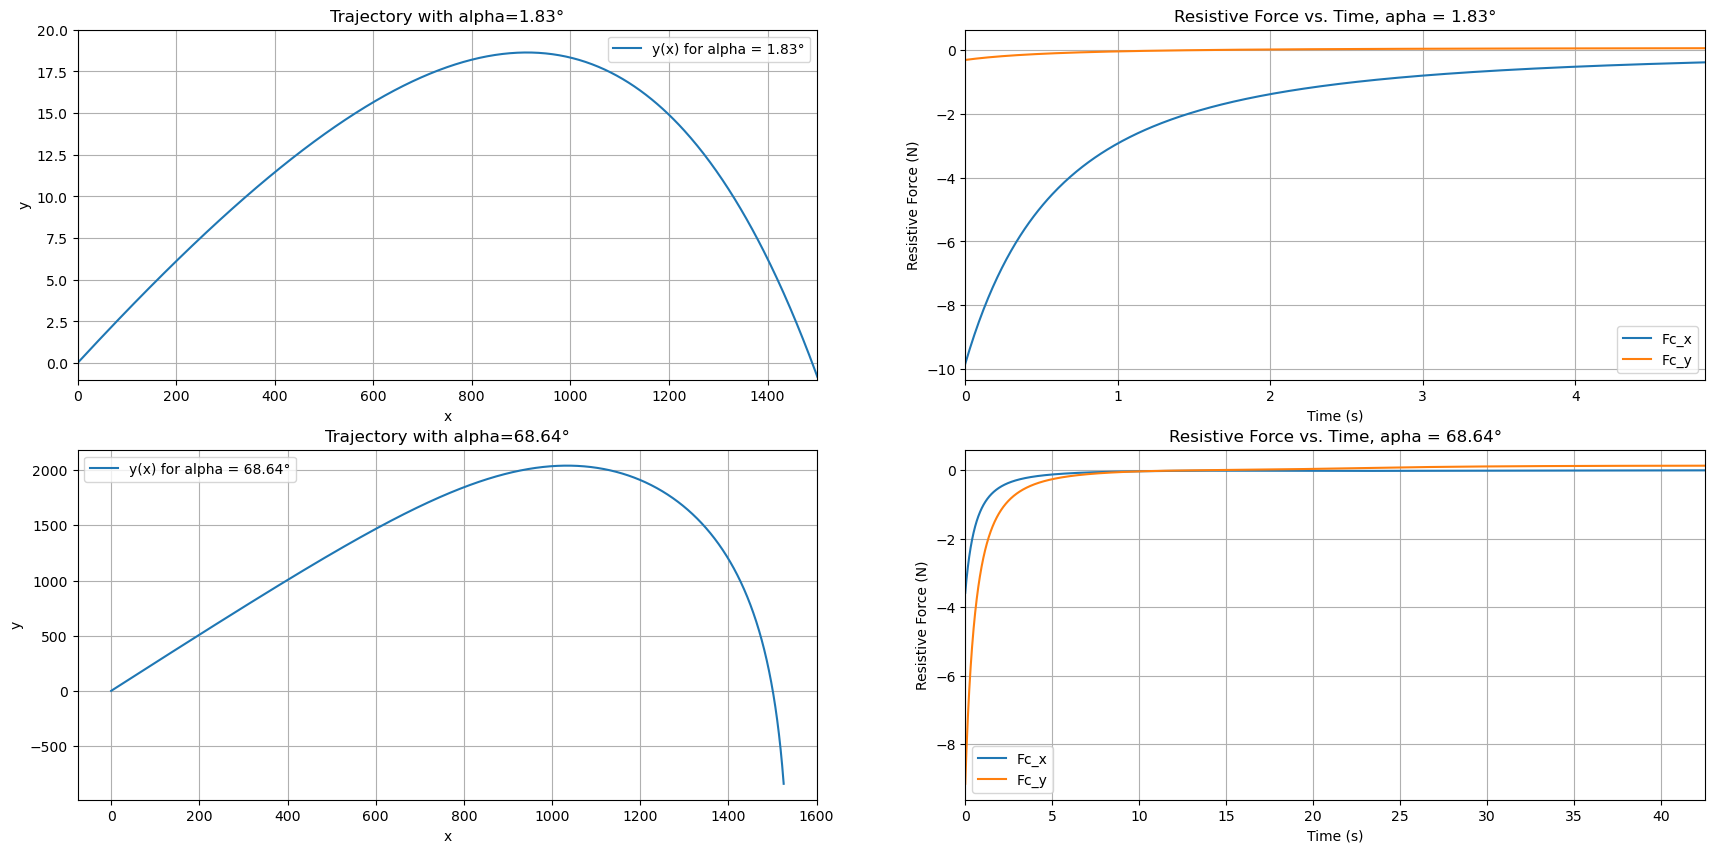 Trajectory with alpha=1.83°
y(x) for alpha = 1.83°
20.0
17.5
15.0
12.5
10.0
7.5
5.0
2.5
0.0
y
0 200 400 600 800 1000 1200 1400
x
Resistive Force vs. Time, apha = 1.83°
0
−2
−4
−6
−8
−10
Resistive Force (N)
Fc_x
Fc_y
0 1 2 3 4
Time (s)
Trajectory with alpha=68.64°
y(x) for alpha = 68.64°
2000
1500
1000
500
0
−500
y
0 200 400 600 800 1000 1200 1400 1600
x
Resistive Force vs. Time, apha = 68.64°
0
−2
−4
−6
−8
Resistive Force (N)
Fc_x
Fc_y
0 5 10 15 20 25 30 35 40
Time (s)